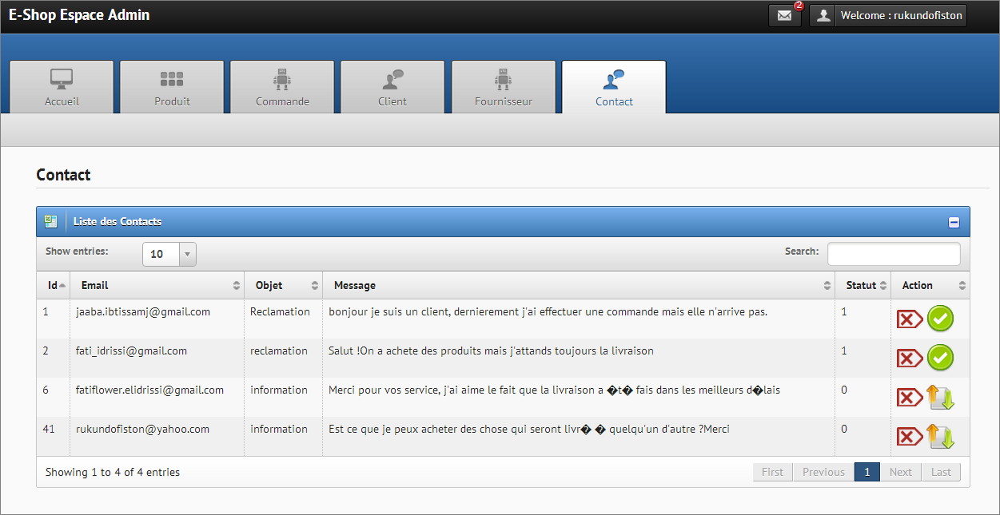 E-Shop Espace Admin
2
Welcome : rukundofiston
Accueil
Produit
Commande
Client
Fournisseur
Contact
Contact
Liste des Contacts
Show entries: 10 Search:
Id Email Objet Message Statut Action
1 jaaba.ibtissamj@gmail.com Reclamation bonjour je suis un client, dernierement j'ai effectuer une commande mais elle n'arrive pas. 1
2 fati_idrissi@gmail.com reclamation Salut !On a achete des produits mais j'attands toujours la livraison 1
6 fatiflower.elidrissi@gmail.com information Merci pour vos service, j'ai aime le fait que la livraison a �t� fais dans les meilleurs d�lais 0
41 rukundofiston@yahoo.com information Est ce que je peux acheter des chose qui seront livr� � quelqu'un d'autre ?Merci 0
Showing 1 to 4 of 4 entries First Previous 1 Next Last